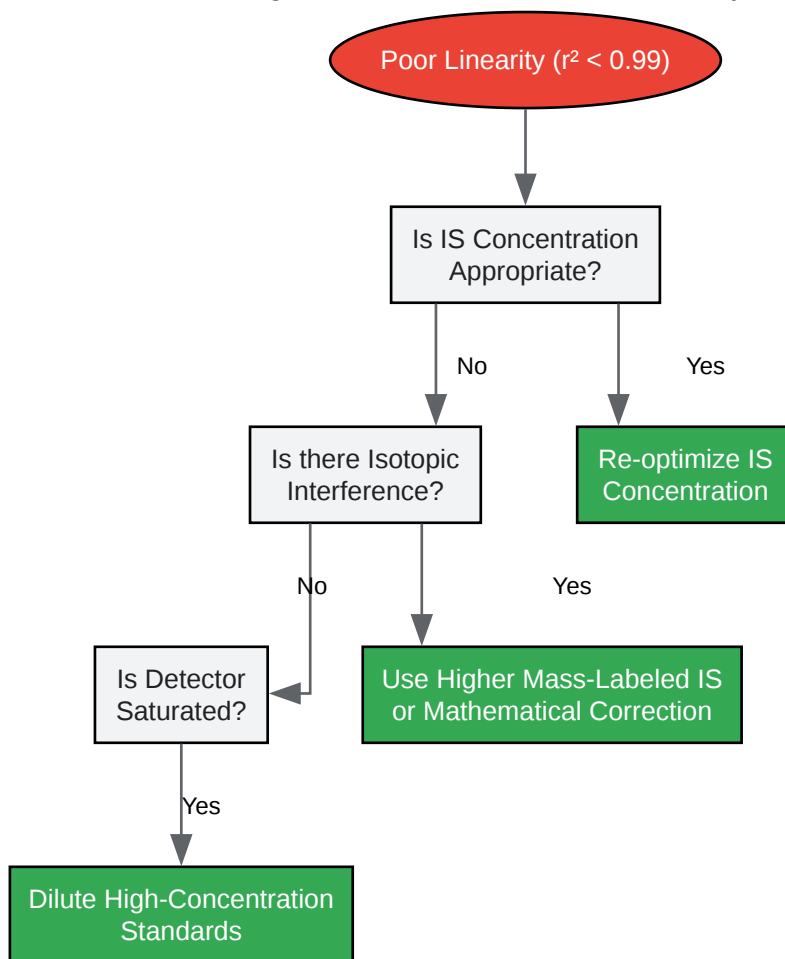 Poor Linearity (r² < 0.99)
Is IS Concentration
Appropriate?
No
Yes
Is there Isotopic
Interference?
Re-optimize IS
Concentration
No
Yes
Is Detector
Saturated?
Use Higher Mass-Labeled IS
or Mathematical Correction
Yes
Dilute High-Concentration
Standards